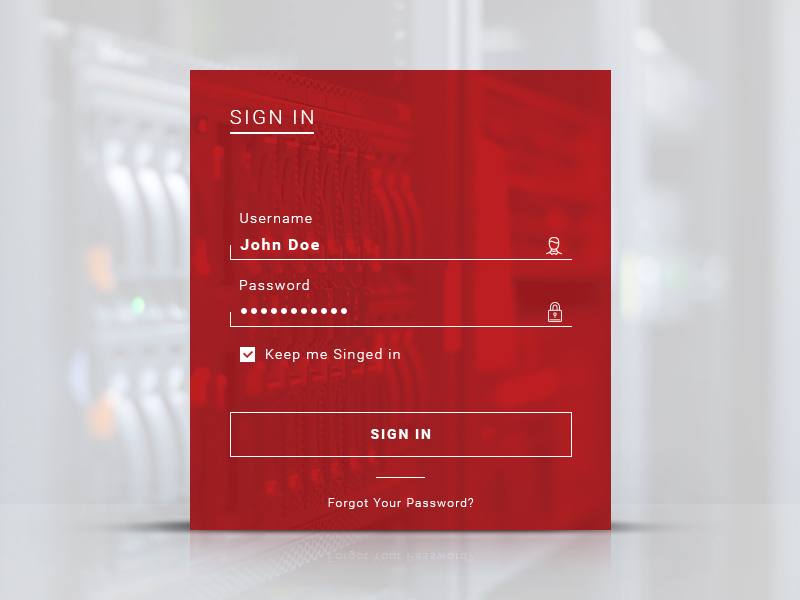 SIGN IN
Username
John Doe
Password
•••••••••••
Keep me Singed in
SIGN IN
Forgot Your Password?